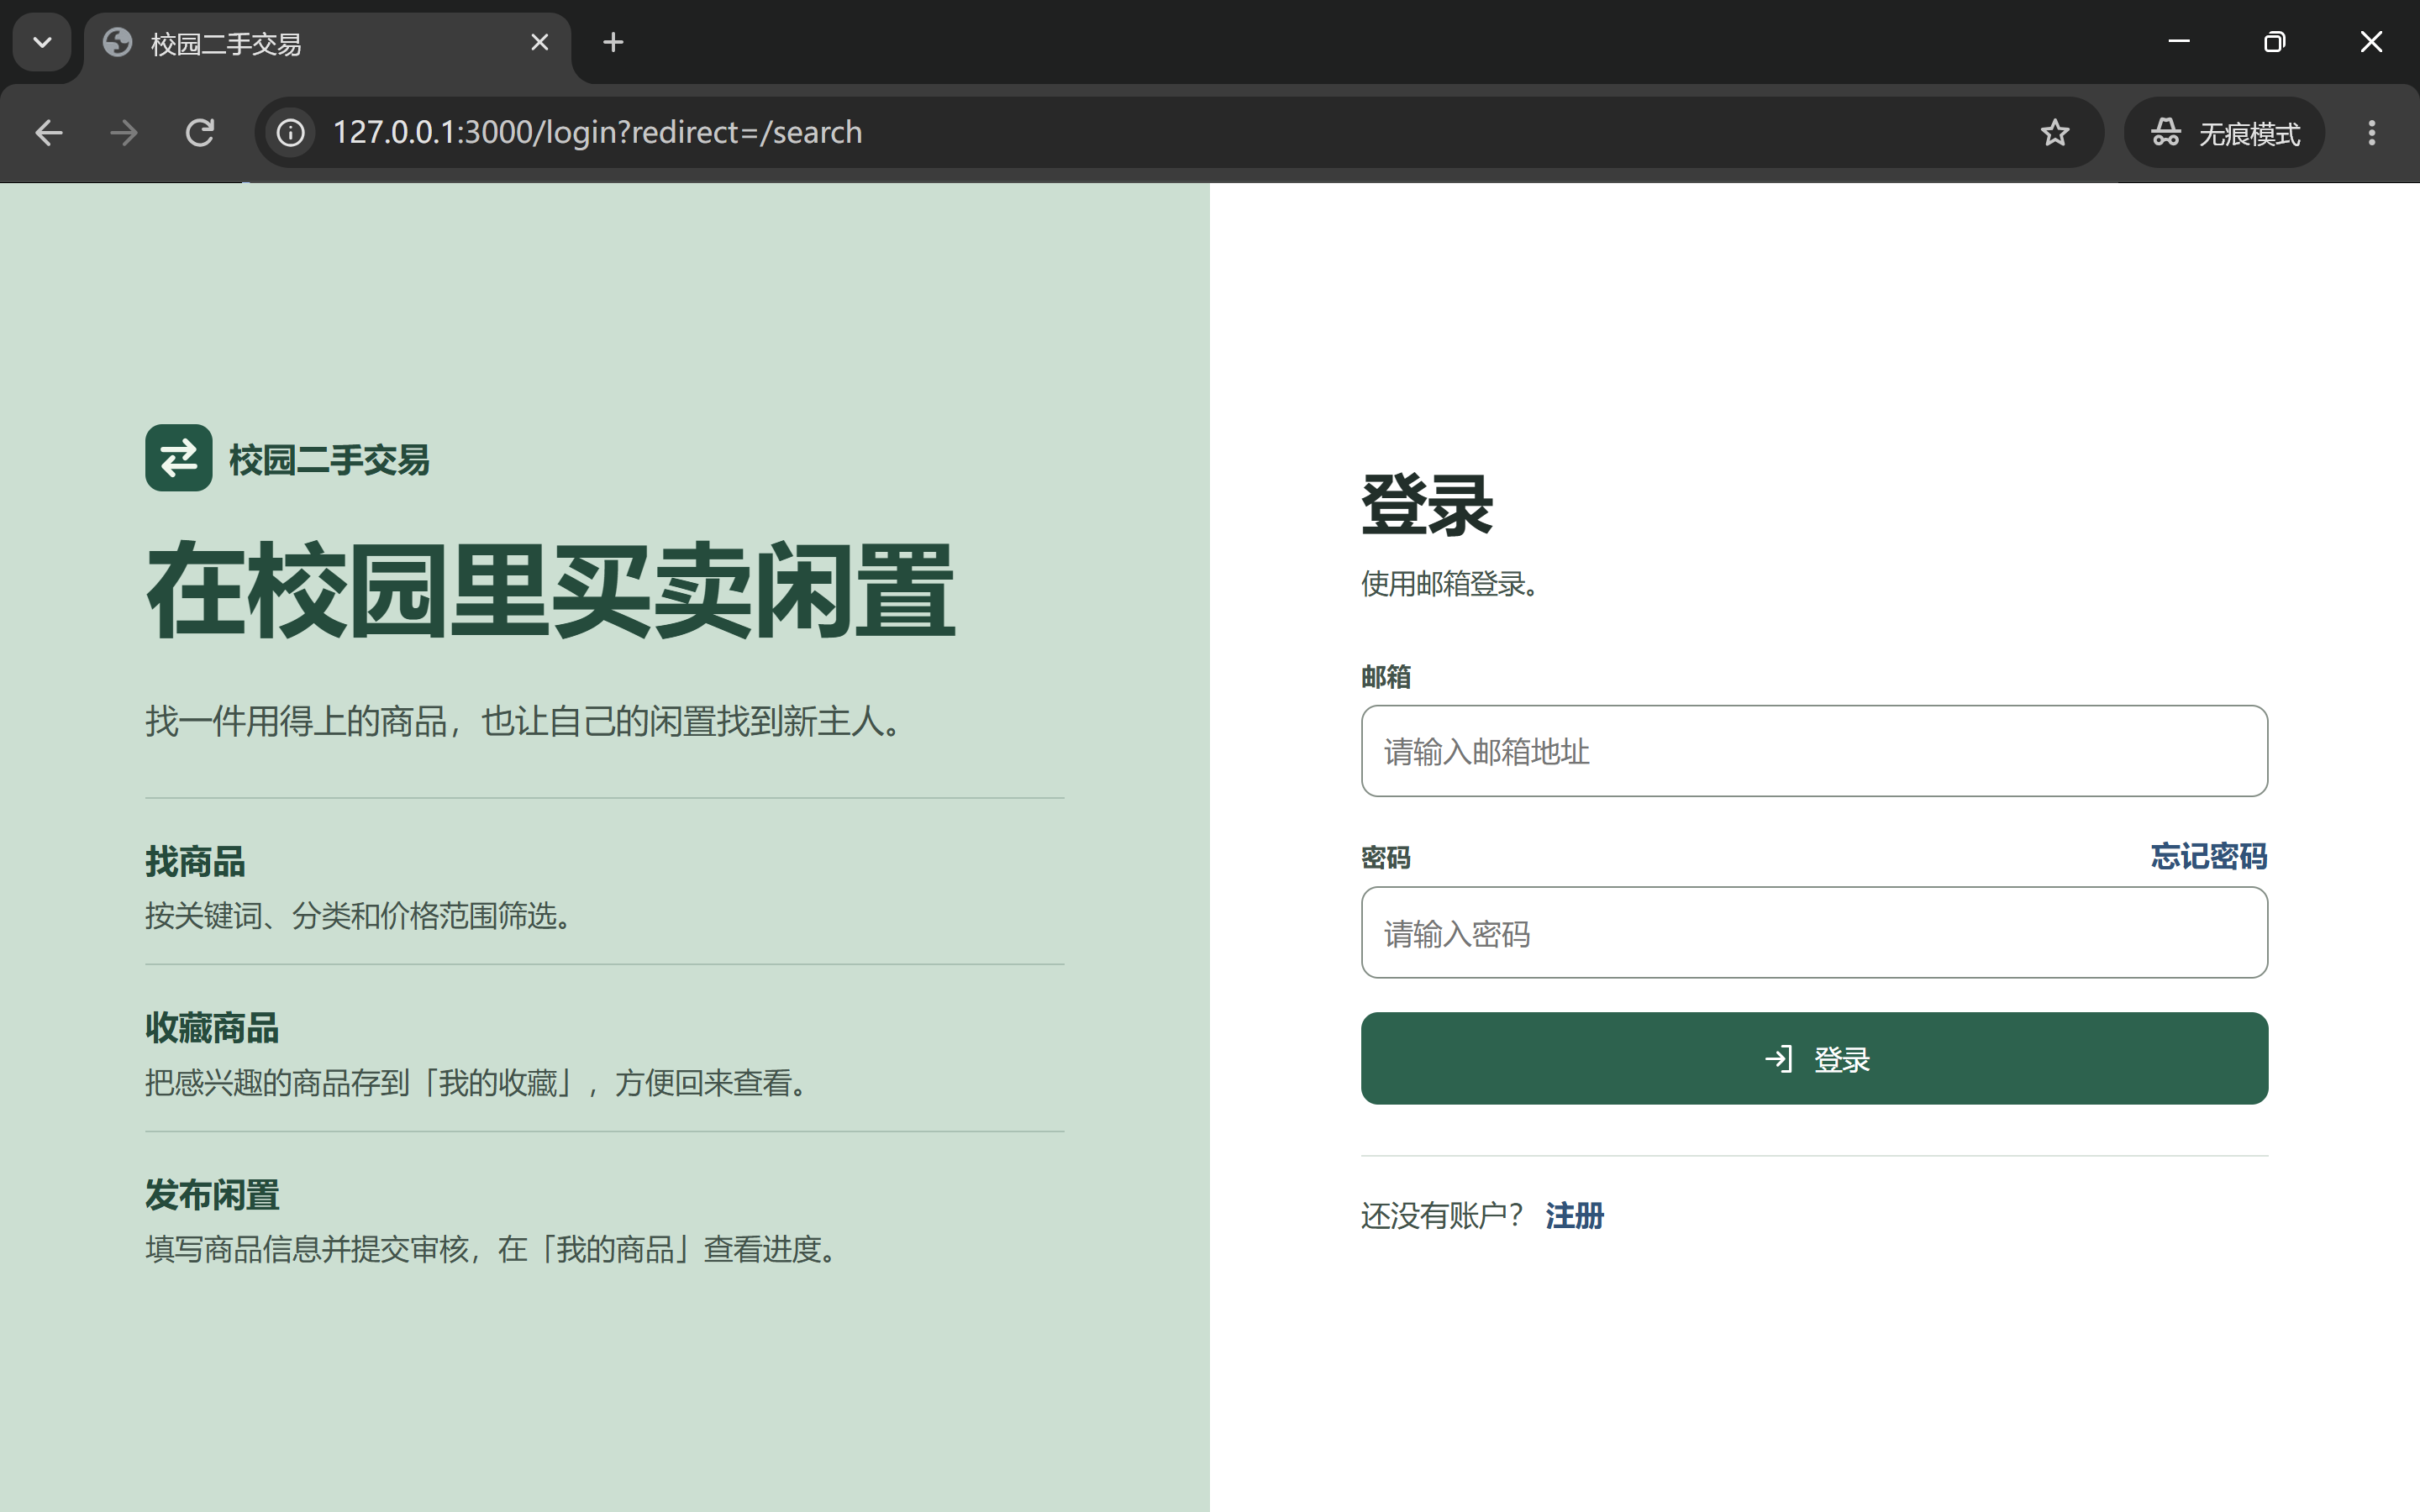 校园二手交易
127.0.0.1:3000/login?redirect=/search
无痕模式
校园二手交易
在校园里买卖闲置
找一件用得上的商品，也让自己的闲置找到新主人。
找商品
按关键词、分类和价格范围筛选。
收藏商品
把感兴趣的商品存到「我的收藏」，方便回来查看。
发布闲置
填写商品信息并提交审核，在「我的商品」查看进度。
登录
使用邮箱登录。
邮箱
请输入邮箱地址
密码 忘记密码
请输入密码
登录
还没有账户？ 注册